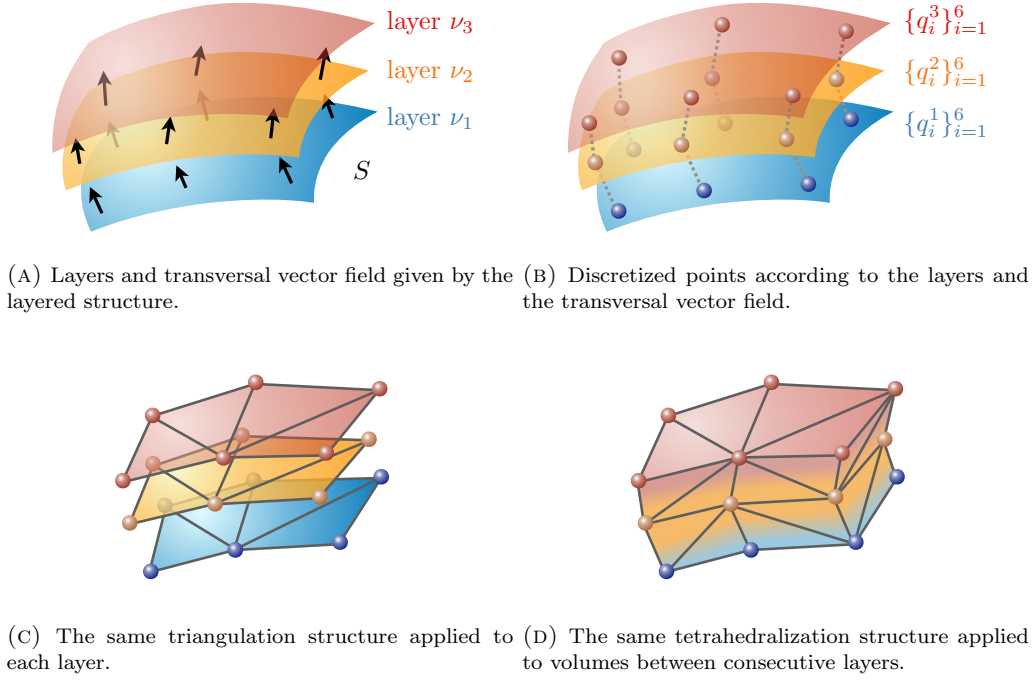 layer ν₃
layer ν₂
layer ν₁
S
{q_i^3}_{i=1}^6
{q_i^2}_{i=1}^6
{q_i^1}_{i=1}^6
(A) Layers and transversal vector field given by the
layered structure.
(B) Discretized points according to the layers and
the transversal vector field.
(C) The same triangulation structure applied to
each layer.
(D) The same tetrahedralization structure applied
to volumes between consecutive layers.